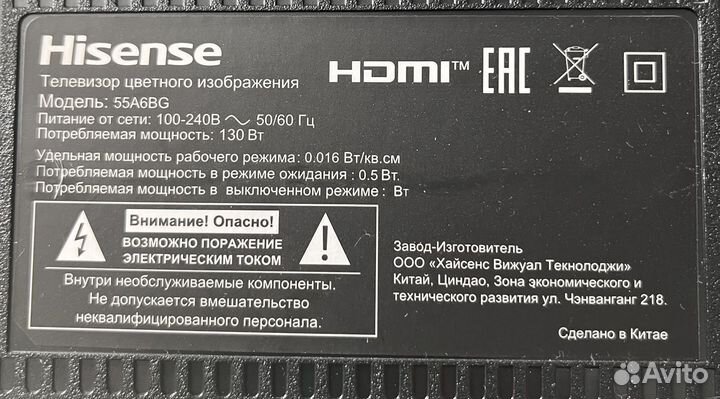 Hisense
HDMI™ EAC
Телевизор цветного изображения
Модель: 55A6BG
Питание от сети: 100-240В ~ 50/60 Гц
Потребляемая мощность: 130 Вт
Удельная мощность рабочего режима: 0.016 Вт/кв.см
Потребляемая мощность в режиме ожидания : 0.5 Вт.
Потребляемая мощность в выключенном режиме : Вт
Внимание! Опасно!
ВОЗМОЖНО ПОРАЖЕНИЕ
ЭЛЕКТРИЧЕСКИМ ТОКОМ
Внутри необслуживаемые компоненты.
Не допускается вмешательство
неквалифицированного персонала.
Завод-Изготовитель
ООО «Хайсенс Вижуал Текнолоджи»
Китай, Циндао, Зона экономического и
технического развития ул. Чэнванганг 218.
Сделано в Китае
Avito